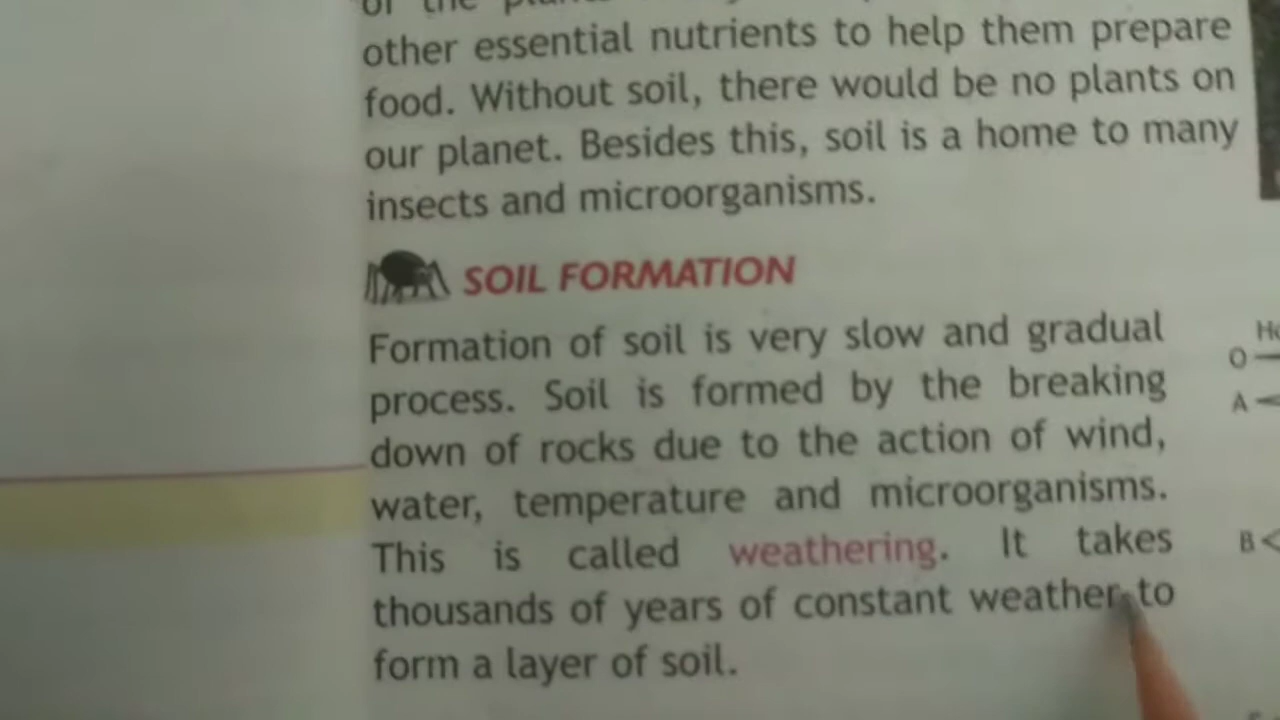 of the
other essential nutrients to help them prepare
food. Without soil, there would be no plants on
our planet. Besides this, soil is a home to many
insects and microorganisms.
SOIL FORMATION
Formation of soil is very slow and gradual
process. Soil is formed by the breaking
down of rocks due to the action of wind,
water, temperature and microorganisms.
This is called weathering. It takes
thousands of years of constant weather to
form a layer of soil.
O
A
B